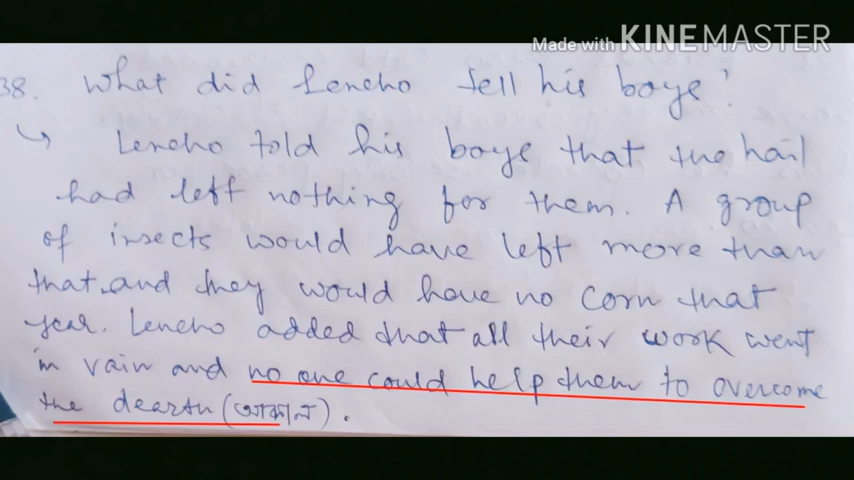 Made with KINEMASTER
38. What did Lencho tell his boys?
Lencho told his boys that the hail
had left nothing for them. A group
of insects would have left more than
that and they would have no corn that
year. Lencho added that all their work went
in vain and no one could help them to overcome
the dearth (আকাল).